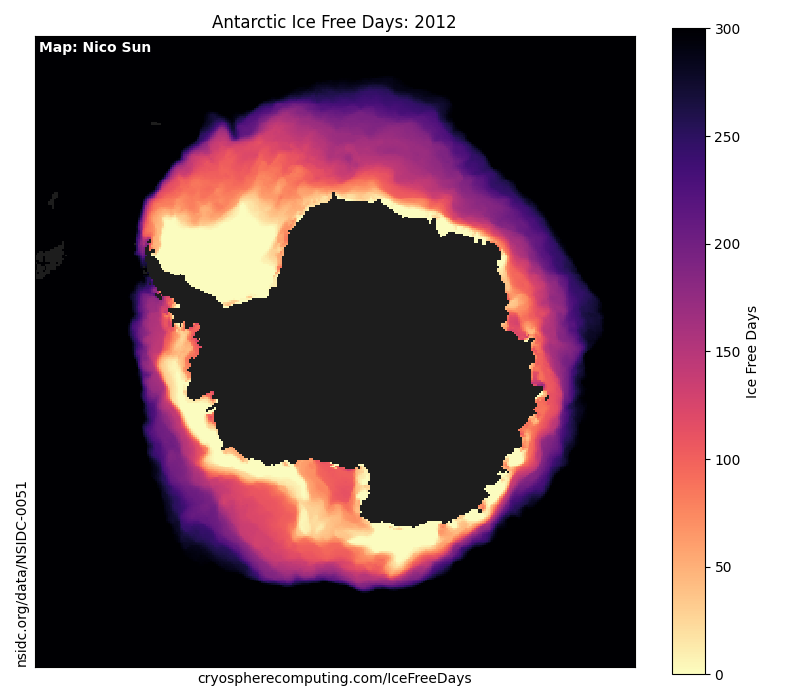 Antarctic Ice Free Days: 2012
Map: Nico Sun
300
250
200
150
100
50
0
Ice Free Days
nsidc.org/data/NSIDC-0051
cryospherecomputing.com/IceFreeDays